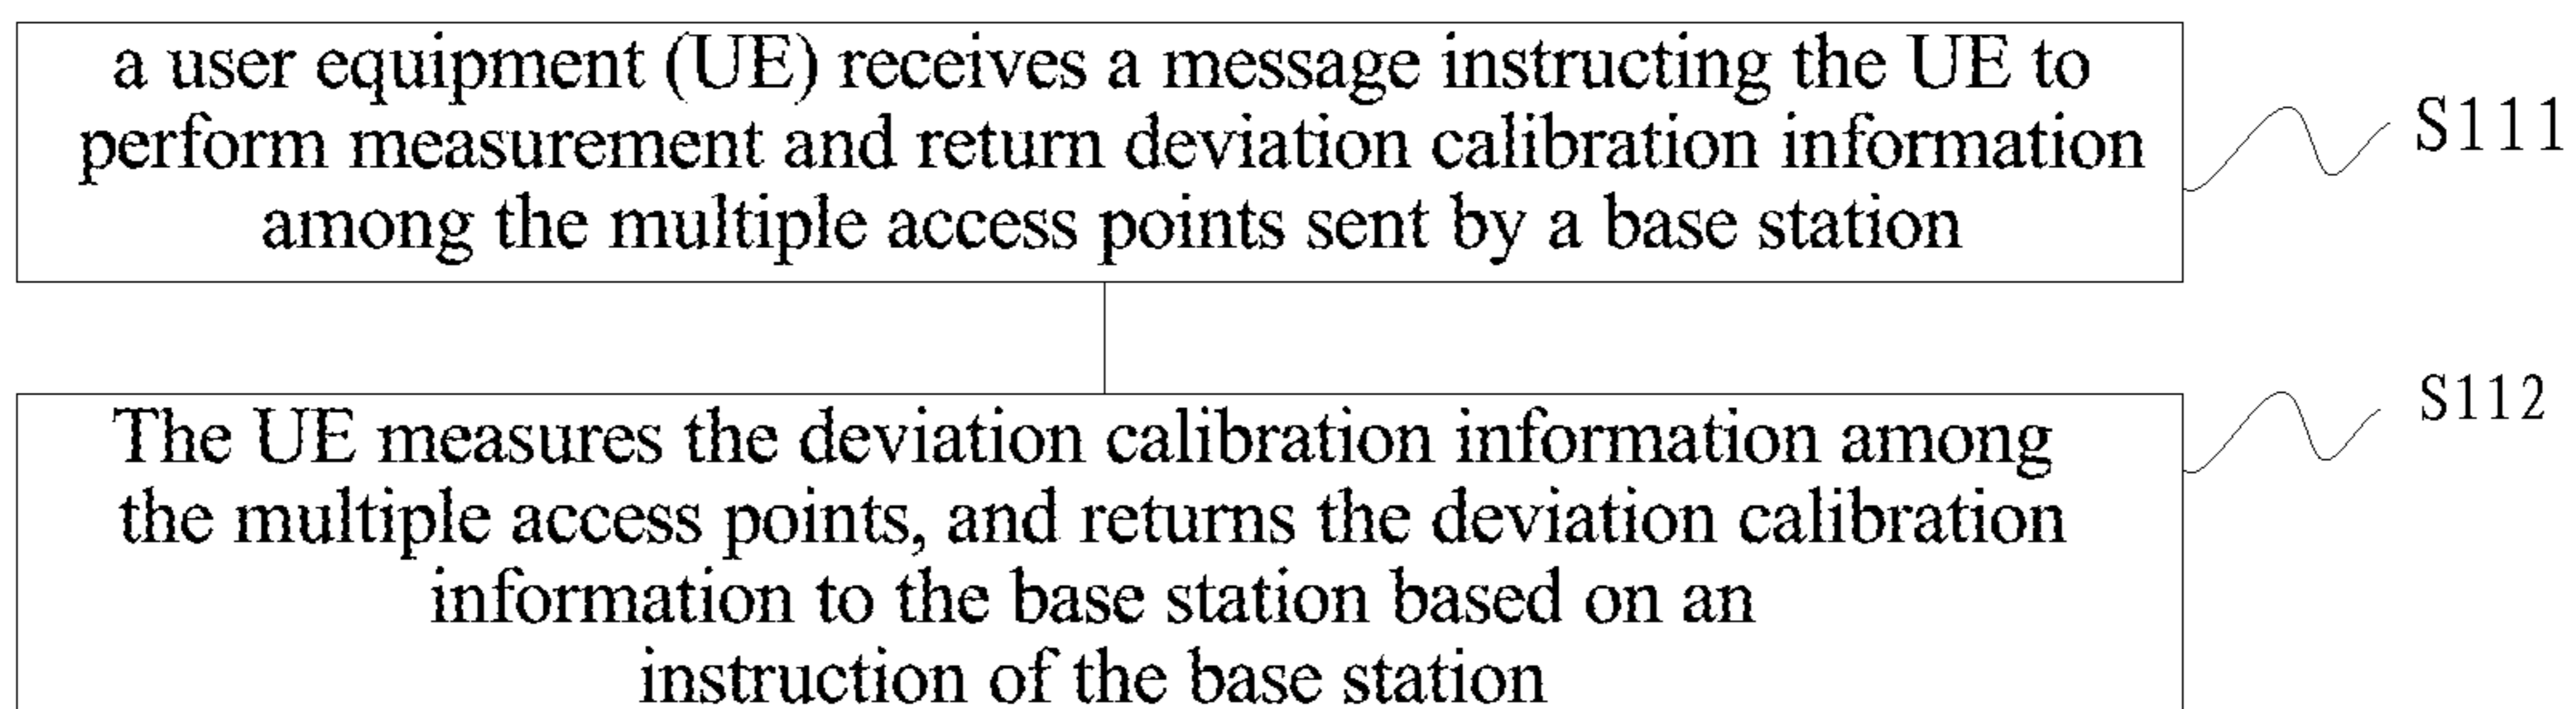 a user equipment (UE) receives a message instructing the UE to
perform measurement and return deviation calibration information
among the multiple access points sent by a base station
S111
The UE measures the deviation calibration information among
the multiple access points, and returns the deviation calibration
information to the base station based on an
instruction of the base station
S112